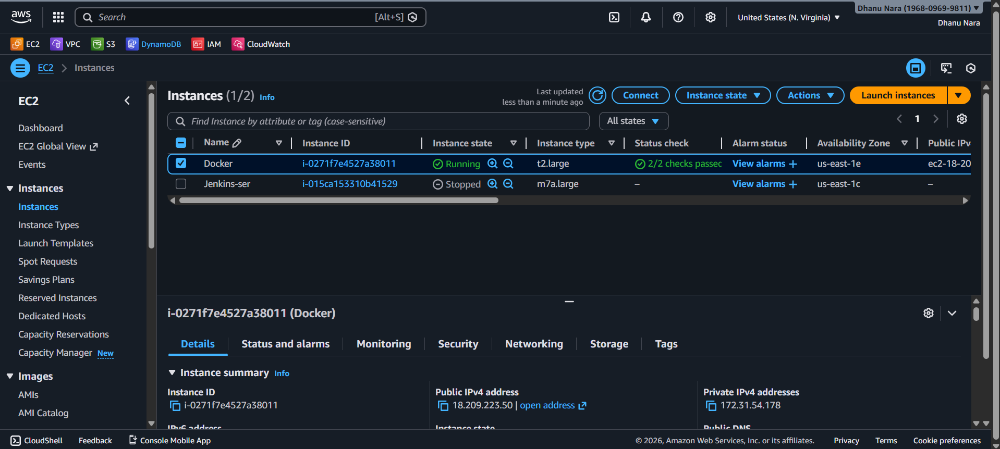 aws
Search [Alt+S]
United States (N. Virginia)
Dhanu Nara (1968-0969-9811)
Dhanu Nara
EC2 VPC S3 DynamoDB IAM CloudWatch
EC2 Instances
EC2
Dashboard
EC2 Global View
Events
Instances
Instances
Instance Types
Launch Templates
Spot Requests
Savings Plans
Reserved Instances
Dedicated Hosts
Capacity Reservations
Capacity Manager New
Images
AMIs
AMI Catalog
Instances (1/2) Info
Last updated
less than a minute ago
Connect Instance state Actions Launch instances
Find Instance by attribute or tag (case-sensitive)
All states
1
Name Instance ID Instance state Instance type Status check Alarm status Availability Zone Public IPv
Docker i-0271f7e4527a38011 Running t2.large 2/2 checks passed View alarms + us-east-1e ec2-18-20
Jenkins-ser i-015ca153310b41529 Stopped m7a.large – View alarms + us-east-1c –
i-0271f7e4527a38011 (Docker)
Details Status and alarms Monitoring Security Networking Storage Tags
Instance summary Info
Instance ID
i-0271f7e4527a38011
Public IPv4 address
18.209.223.50 | open address
Private IPv4 addresses
172.31.54.178
IPv6 address
Instance state
Public DNS
CloudShell Feedback Console Mobile App
© 2026, Amazon Web Services, Inc. or its affiliates. Privacy Terms Cookie preferences